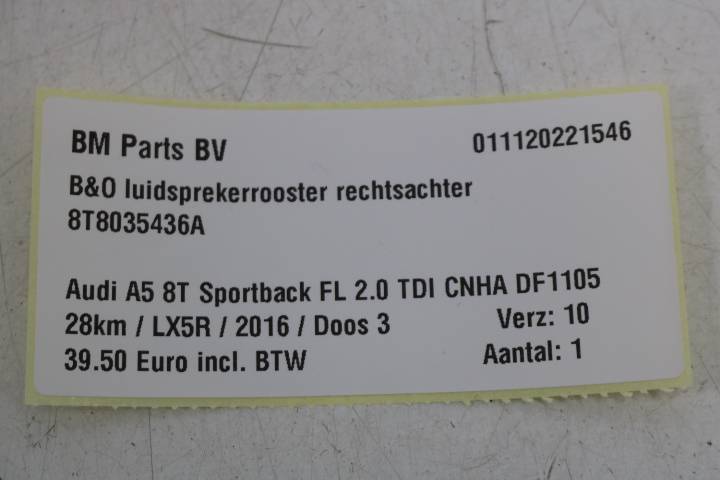 BM Parts BV 011120221546
B&O luidsprekerrooster rechtsachter
8T8035436A
Audi A5 8T Sportback FL 2.0 TDI CNHA DF1105
28km / LX5R / 2016 / Doos 3 Verz: 10
39.50 Euro incl. BTW Aantal: 1